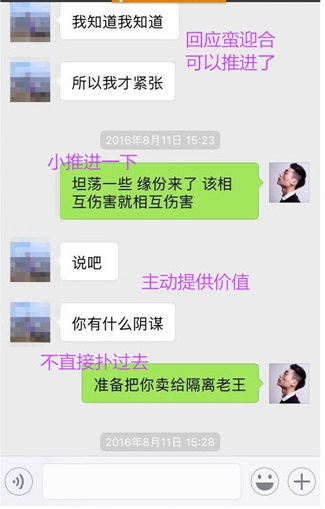 我知道我知道
回应蛮迎合
可以推进了
所以我才紧张
2016年8月11日 15:23
小推进一下
坦荡一些 缘份来了 该相
互伤害就相互伤害
说吧
主动提供价值
你有什么阴谋
不直接扑过去
准备把你卖给隔离老王
2016年8月11日 15:28